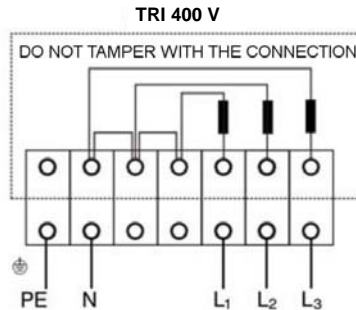 TRI 400 V
DO NOT TAMPER WITH THE CONNECTION
PE N L1 L2 L3